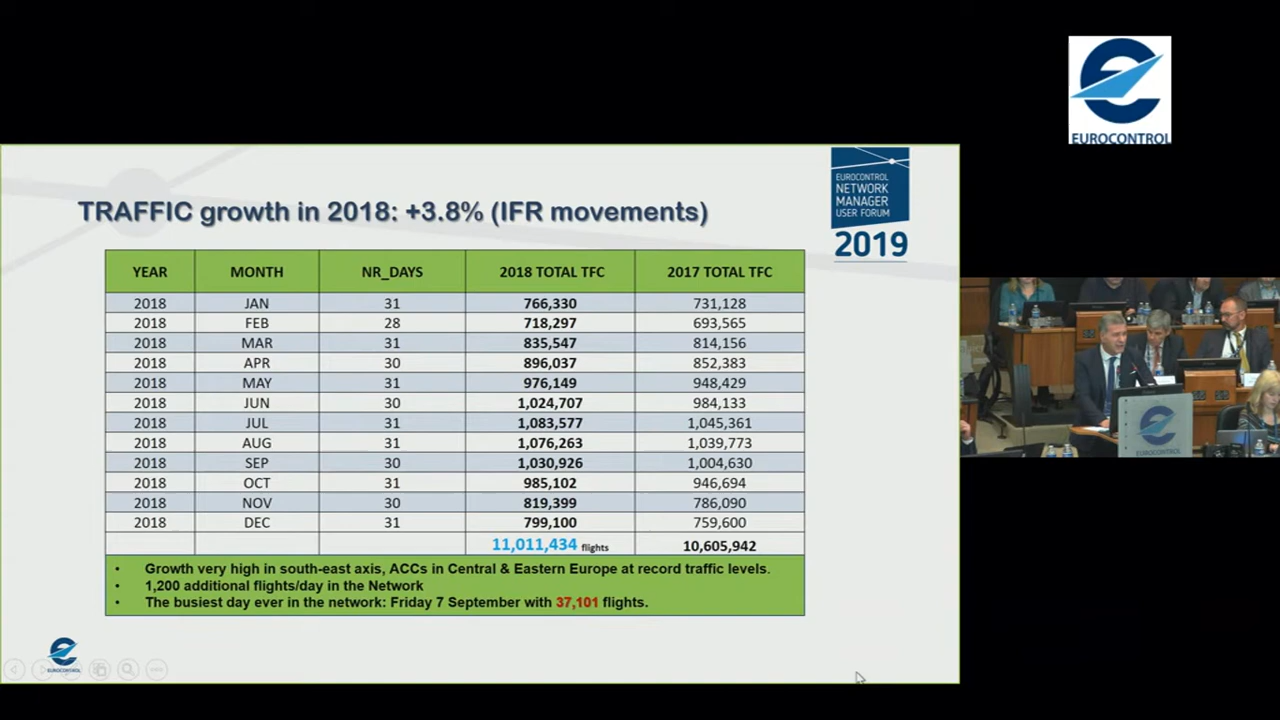 EUROCONTROL
EUROCONTROL
NETWORK
MANAGER
USER FORUM
2019
TRAFFIC growth in 2018: +3.8% (IFR movements)
YEAR MONTH NR_DAYS 2018 TOTAL TFC 2017 TOTAL TFC
2018 JAN 31 766,330 731,128
2018 FEB 28 718,297 693,565
2018 MAR 31 835,547 814,156
2018 APR 30 896,037 852,383
2018 MAY 31 976,149 948,429
2018 JUN 30 1,024,707 984,133
2018 JUL 31 1,083,577 1,045,361
2018 AUG 31 1,076,263 1,039,773
2018 SEP 30 1,030,926 1,004,630
2018 OCT 31 985,102 946,694
2018 NOV 30 819,399 786,090
2018 DEC 31 799,100 759,600
11,011,434 flights 10,605,942
• Growth very high in south-east axis, ACCs in Central & Eastern Europe at record traffic levels.
• 1,200 additional flights/day in the Network
• The busiest day ever in the network: Friday 7 September with 37,101 flights.
EUROCONTROL
EUROCONTROL